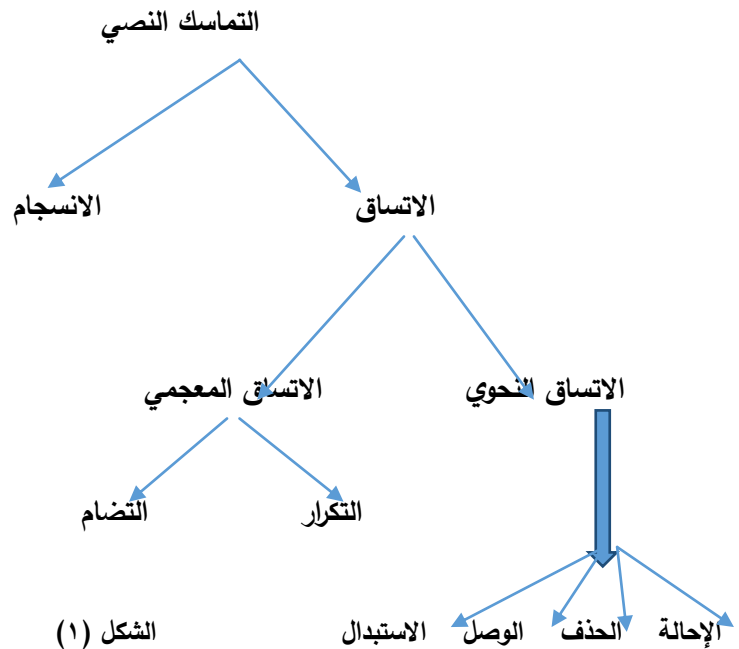 التماسك النصي
الاتساق الانسجام
الاتساق النحوي الاتساق المعجمي
التكرار التضام
الإحالة الحذف الوصل الاستبدال الشكل (١)